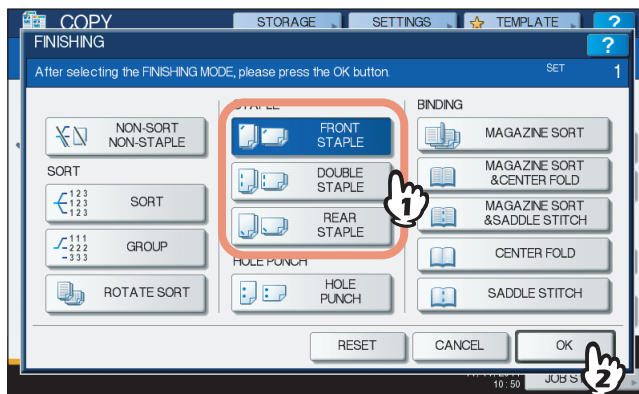 COPY STORAGE SETTINGS TEMPLATE ?
FINISHING ?
After selecting the FINISHING MODE, please press the OK button. SET 1
NON-SORT
NON-STAPLE
SORT
123
123
123
SORT
111
222
333
GROUP
ROTATE SORT
STAPLE
FRONT
STAPLE
DOUBLE
STAPLE
REAR
STAPLE
HOLE PUNCH
HOLE
PUNCH
BINDING
MAGAZINE SORT
MAGAZINE SORT
&CENTER FOLD
MAGAZINE SORT
&SADDLE STITCH
CENTER FOLD
SADDLE STITCH
1
RESET CANCEL OK
2
10:50 JOB S